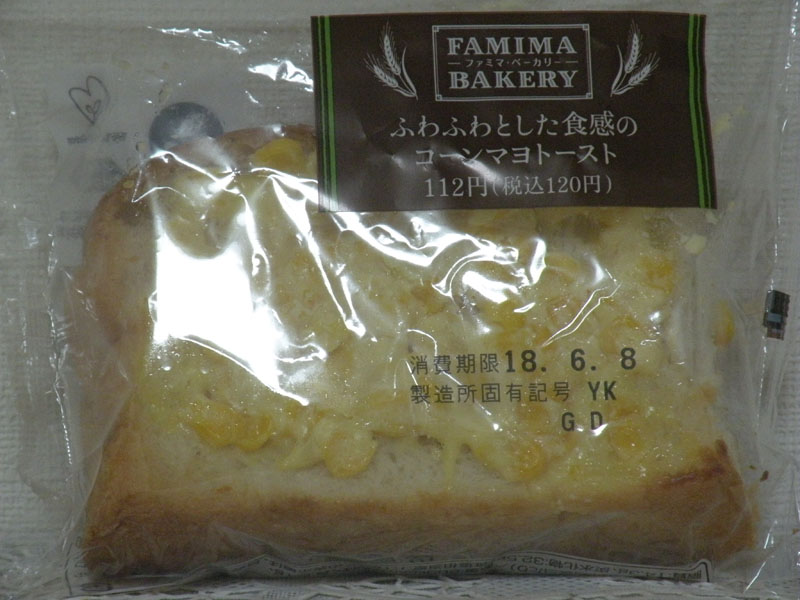 FAMIMA
ファミマ・ベーカリー
BAKERY
ふわふわとした食感の
コーンマヨトースト
112円(税込120円)
消費期限 18. 6. 8
製造所固有記号 YK
G D